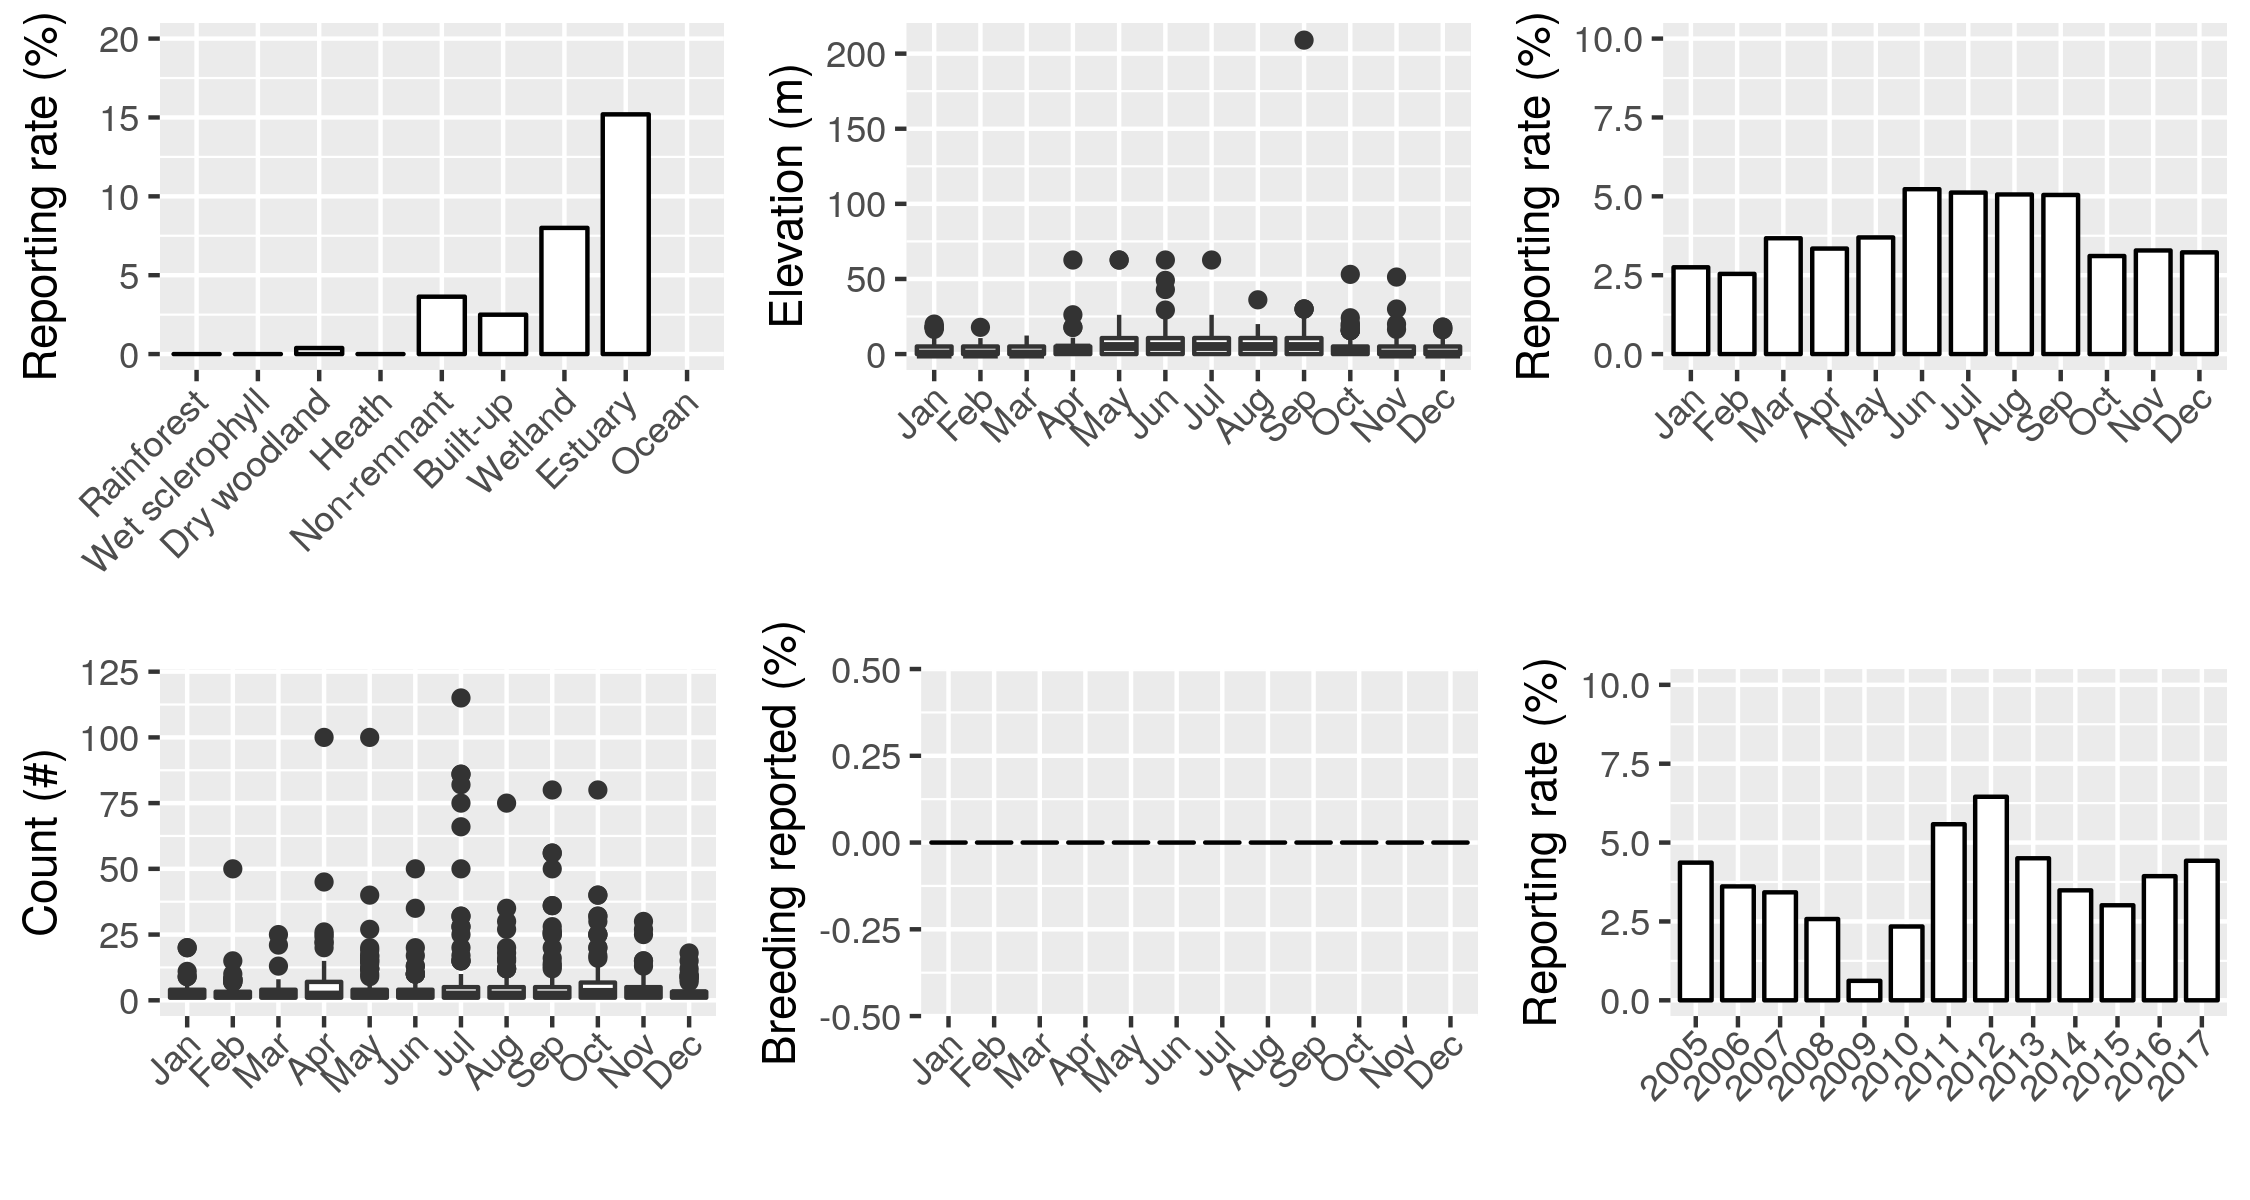 Reporting rate (%)
20
15
10
5
0
Rainforest
Wet sclerophyll
Dry woodland
Heath
Non-remnant
Built-up
Wetland
Estuary
Ocean
Elevation (m)
200
150
100
50
0
Jan
Feb
Mar
Apr
May
Jun
Jul
Aug
Sep
Oct
Nov
Dec
Reporting rate (%)
10.0
7.5
5.0
2.5
0.0
Jan
Feb
Mar
Apr
May
Jun
Jul
Aug
Sep
Oct
Nov
Dec
Count (#)
125
100
75
50
25
0
Jan
Feb
Mar
Apr
May
Jun
Jul
Aug
Sep
Oct
Nov
Dec
Breeding reported (%)
0.50
0.25
0.00
-0.25
-0.50
Jan
Feb
Mar
Apr
May
Jun
Jul
Aug
Sep
Oct
Nov
Dec
Reporting rate (%)
10.0
7.5
5.0
2.5
0.0
2005
2006
2007
2008
2009
2010
2011
2012
2013
2014
2015
2016
2017